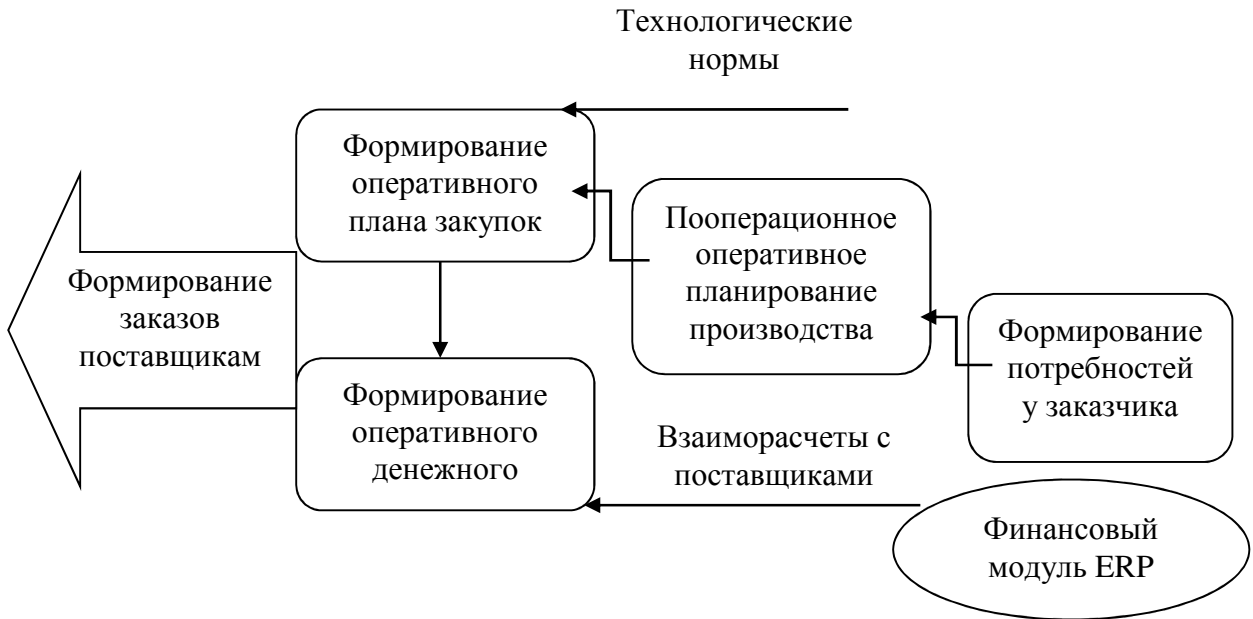 Технологические
нормы
Формирование
оперативного
плана закупок
Пооперационное
оперативное
планирование
производства
Формирование
заказов
поставщикам
Формирование
потребностей
у заказчика
Формирование
оперативного
денежного
Взаиморасчеты с
поставщиками
Финансовый
модуль ERP